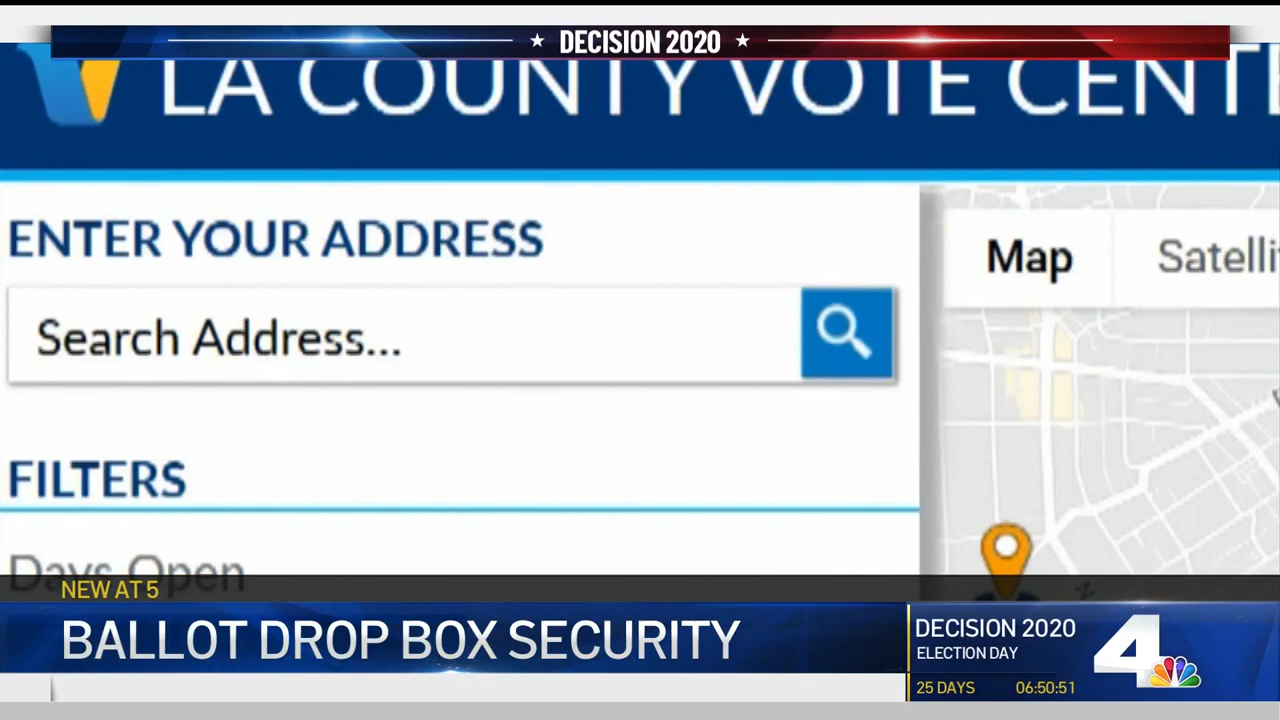 DECISION 2020
LA COUNTY VOTE CENT
ENTER YOUR ADDRESS
Map
Satelli
Search Address...
FILTERS
Days Open
NEW AT 5
BALLOT DROP BOX SECURITY
DECISION 2020
ELECTION DAY
25 DAYS 06:50:51
4